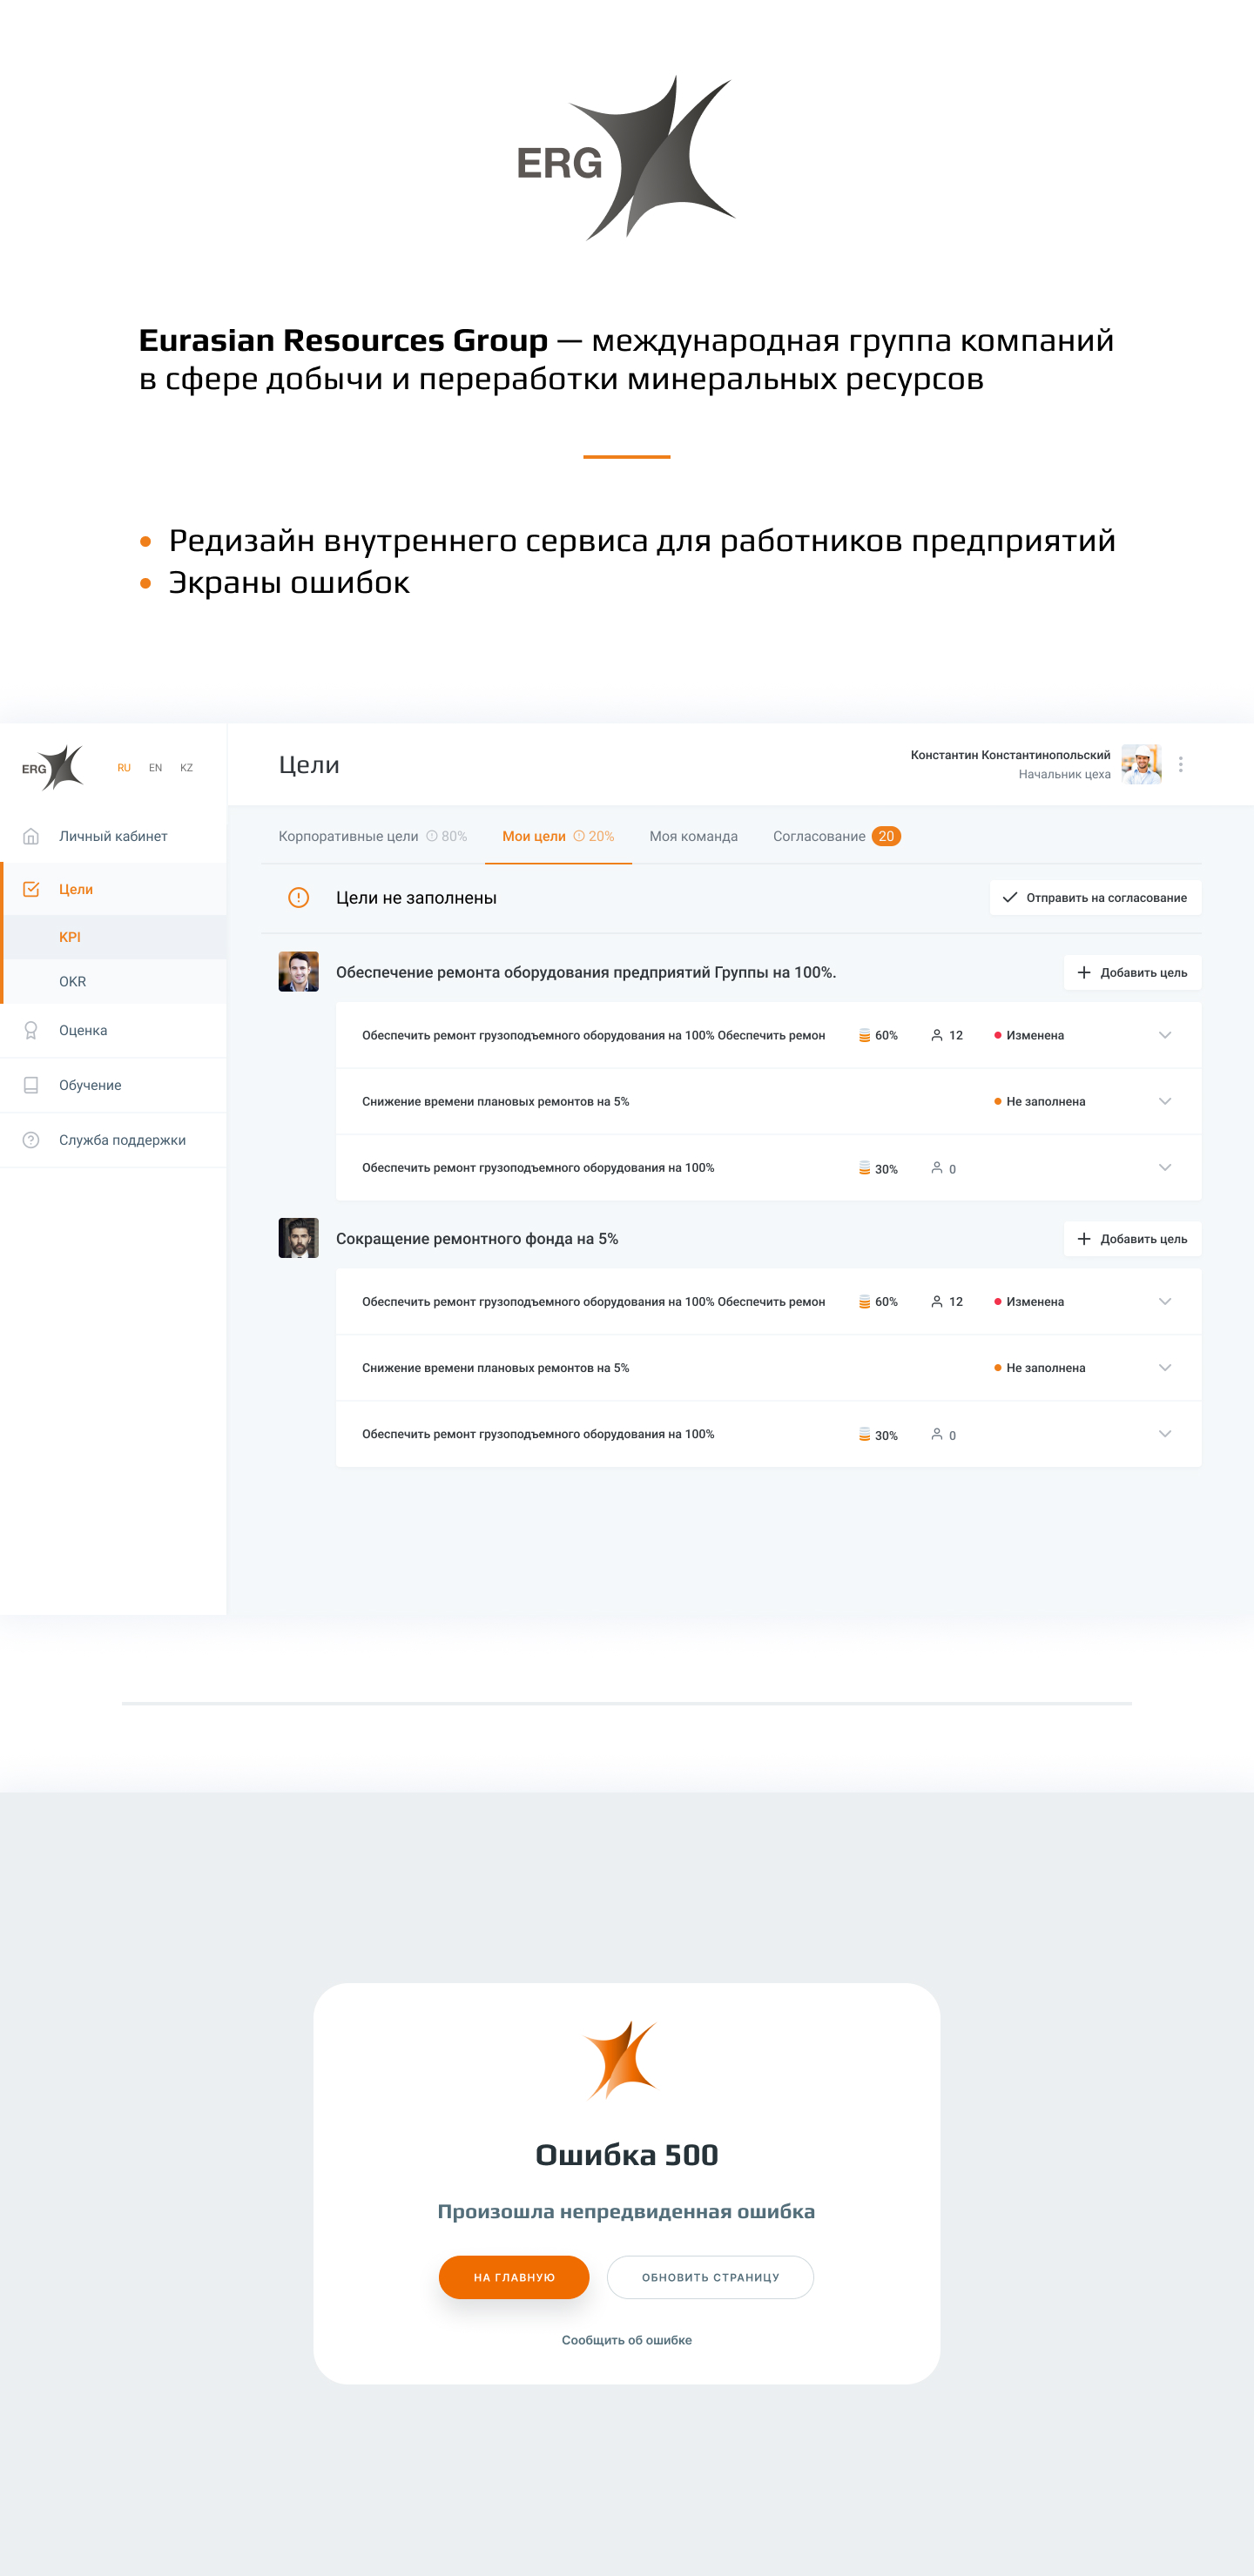 ERG
Eurasian Resources Group — международная группа компаний
в сфере добычи и переработки минеральных ресурсов
Редизайн внутреннего сервиса для работников предприятий
Экраны ошибок
ERG
RU EN KZ
Цели
Константин Константинопольский
Начальник цеха
Личный кабинет
Цели
KPI
OKR
Оценка
Обучение
Служба поддержки
Корпоративные цели 80% Мои цели 20% Моя команда Согласование 20
Цели не заполнены
Отправить на согласование
Обеспечение ремонта оборудования предприятий Группы на 100%.
Добавить цель
Обеспечить ремонт грузоподъемного оборудования на 100% Обеспечить ремон 60% 12 Изменена
Снижение времени плановых ремонтов на 5% Не заполнена
Обеспечить ремонт грузоподъемного оборудования на 100% 30% 0
Сокращение ремонтного фонда на 5%
Добавить цель
Обеспечить ремонт грузоподъемного оборудования на 100% Обеспечить ремон 60% 12 Изменена
Снижение времени плановых ремонтов на 5% Не заполнена
Обеспечить ремонт грузоподъемного оборудования на 100% 30% 0
Ошибка 500
Произошла непредвиденная ошибка
НА ГЛАВНУЮ
ОБНОВИТЬ СТРАНИЦУ
Сообщить об ошибке